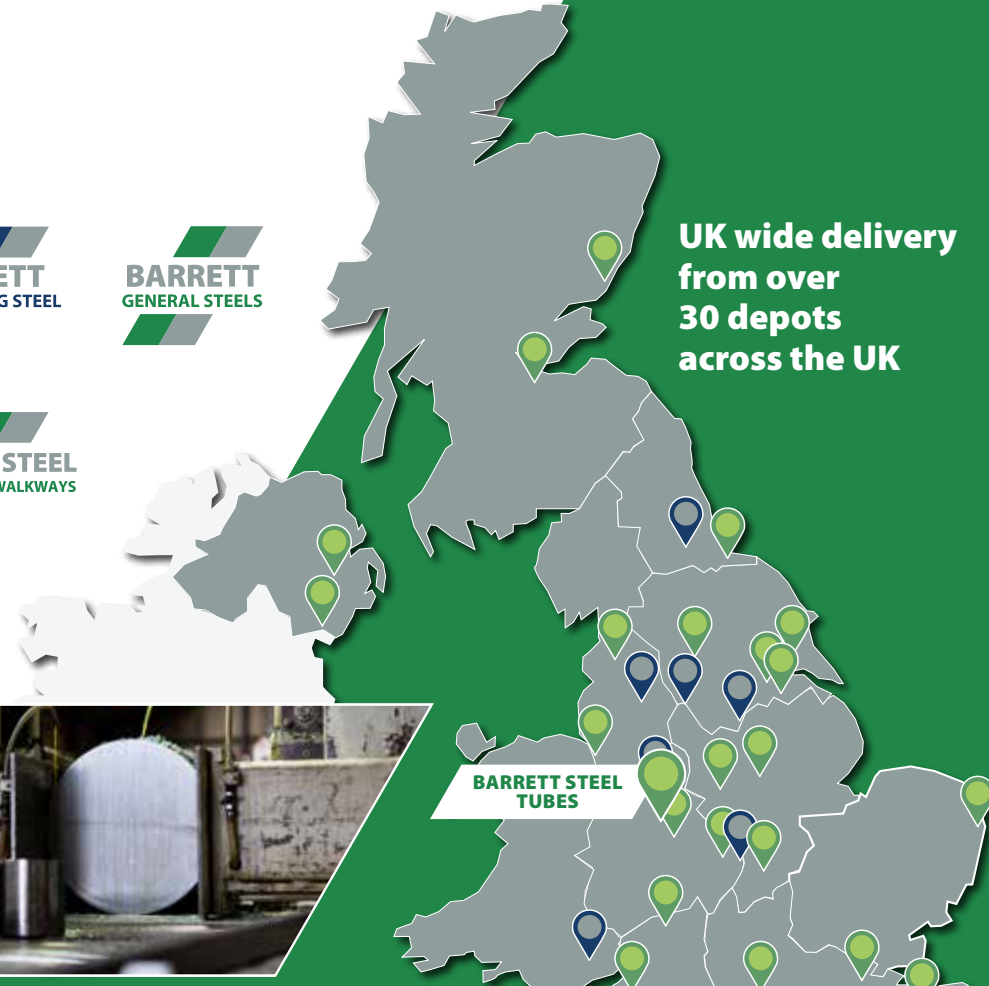 ETT
G STEEL
BARRETT
GENERAL STEELS
STEEL
WALKWAYS
UK wide delivery
from over
30 depots
across the UK
BARRETT STEEL
TUBES